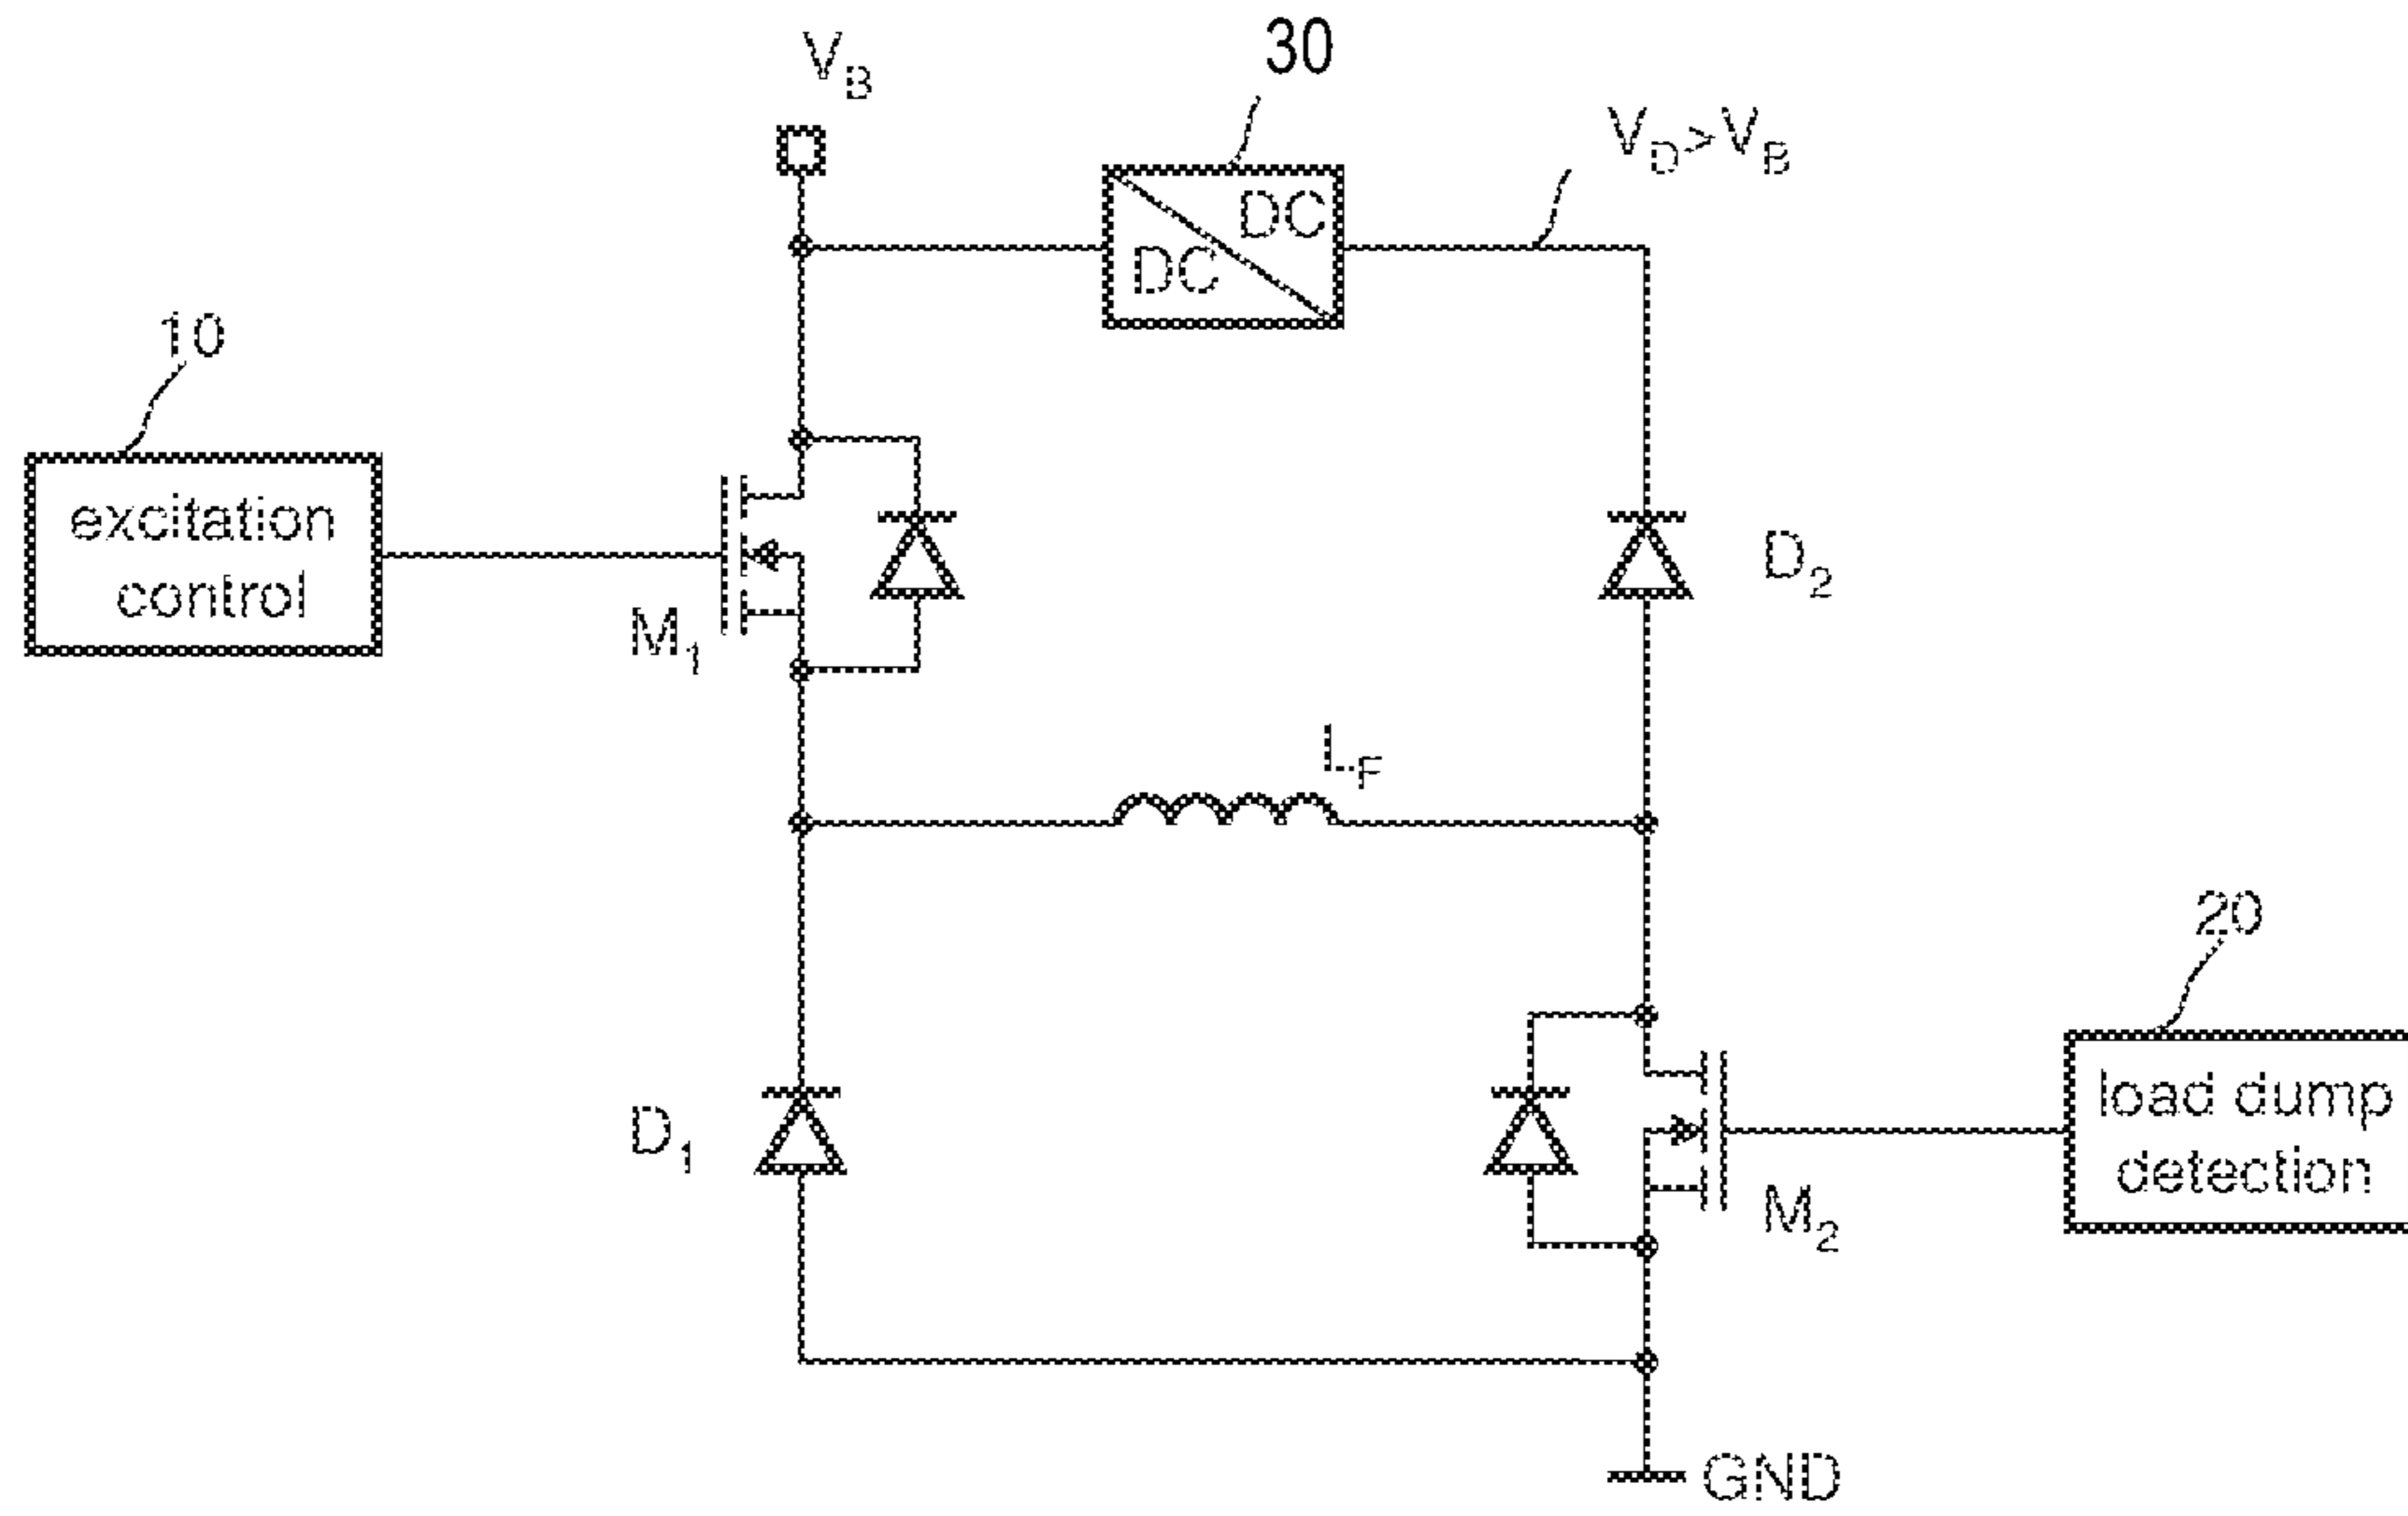 V_B
30
V_D>V_B
DC
DC
10
excitation
control
M_1
D_2
L_F
20
D_1
load dump
detection
M_2
GND